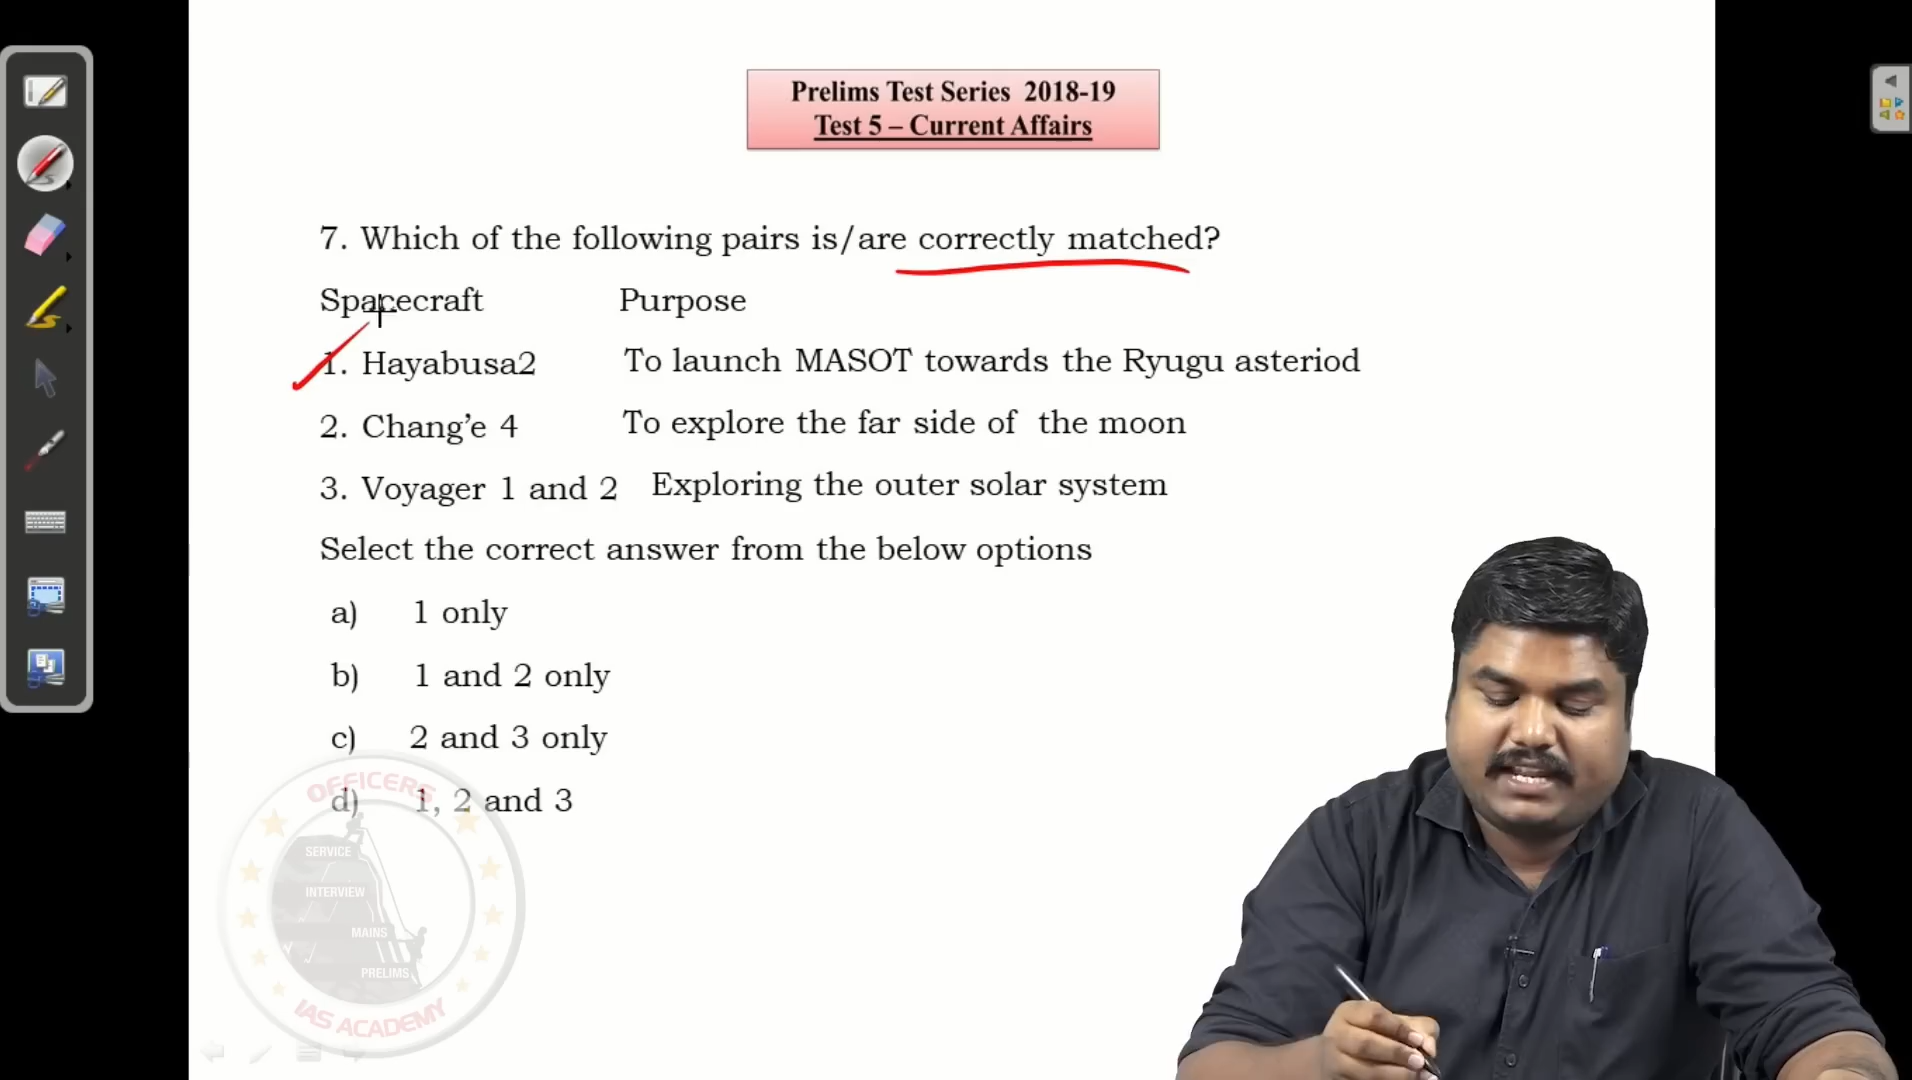 Prelims Test Series 2018-19
Test 5 – Current Affairs
7. Which of the following pairs is/are correctly matched?
Spacecraft Purpose
1. Hayabusa2 To launch MASOT towards the Ryugu asteriod
2. Chang’e 4 To explore the far side of the moon
3. Voyager 1 and 2 Exploring the outer solar system
Select the correct answer from the below options
a) 1 only
b) 1 and 2 only
c) 2 and 3 only
d) 1, 2 and 3
OFFICERS
SERVICE
INTERVIEW
MAINS
PRELIMS
IAS ACADEMY